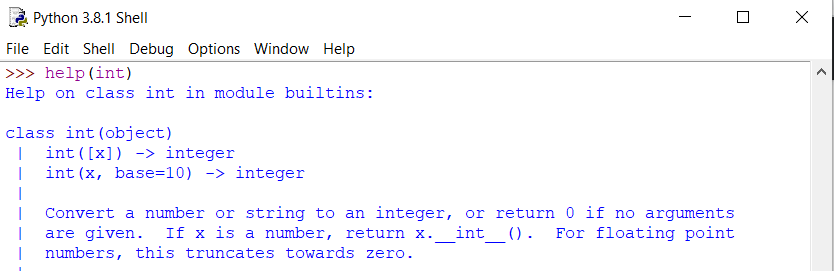 Python 3.8.1 Shell
File Edit Shell Debug Options Window Help
>>> help(int)
Help on class int in module builtins:

class int(object)
 |  int([x]) -> integer
 |  int(x, base=10) -> integer
 |
 |  Convert a number or string to an integer, or return 0 if no arguments
 |  are given.  If x is a number, return x.__int__().  For floating point
 |  numbers, this truncates towards zero.
 |